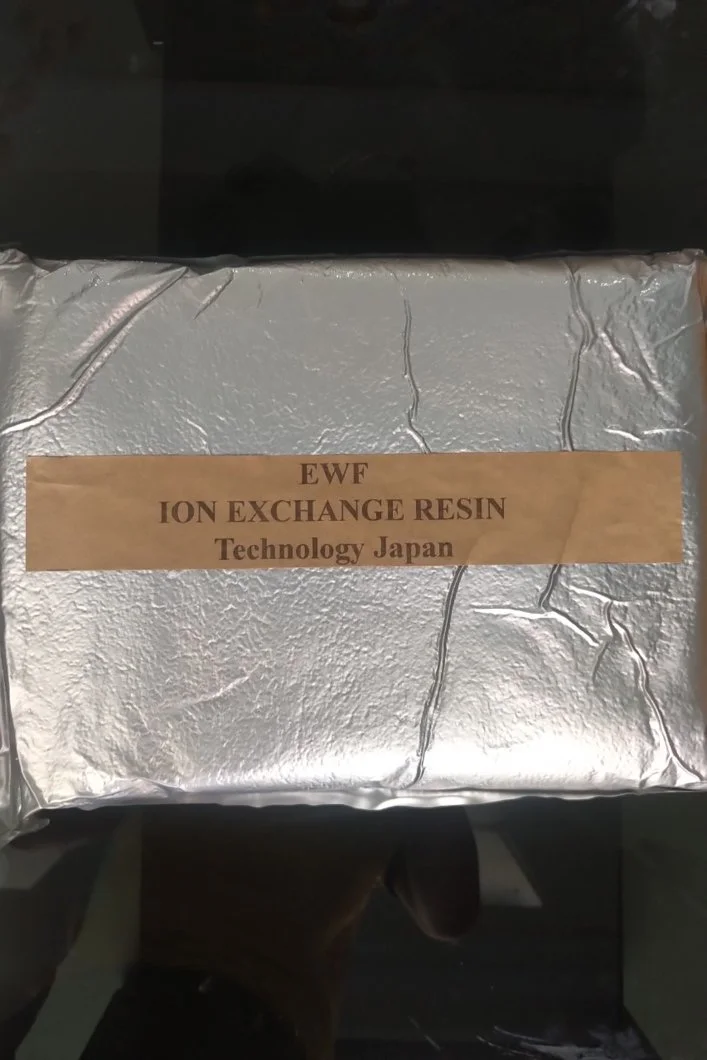 EWF
ION EXCHANGE RESIN
Technology Japan